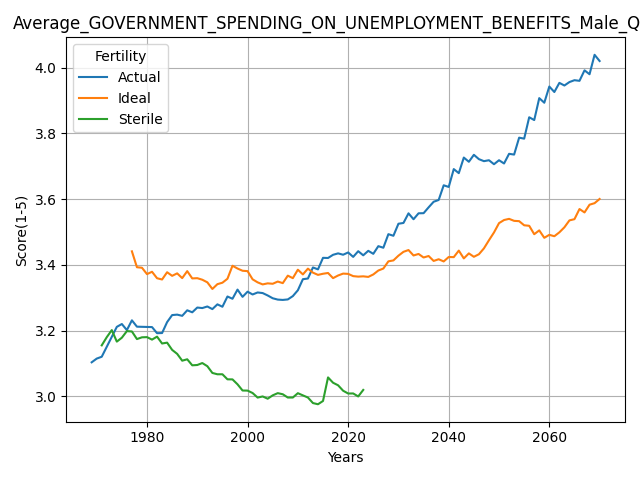 Average_GOVERNMENT_SPENDING_ON_UNEMPLOYMENT_BENEFITS_Male_Q
Fertility
Actual
Ideal
Sterile
Score(1-5)
4.0
3.8
3.6
3.4
3.2
3.0
1980 2000 2020 2040 2060
Years